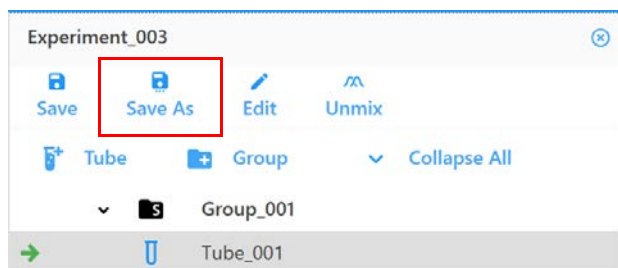 Experiment_003
Save Save As Edit Unmix
Tube Group Collapse All
S Group_001
Tube_001